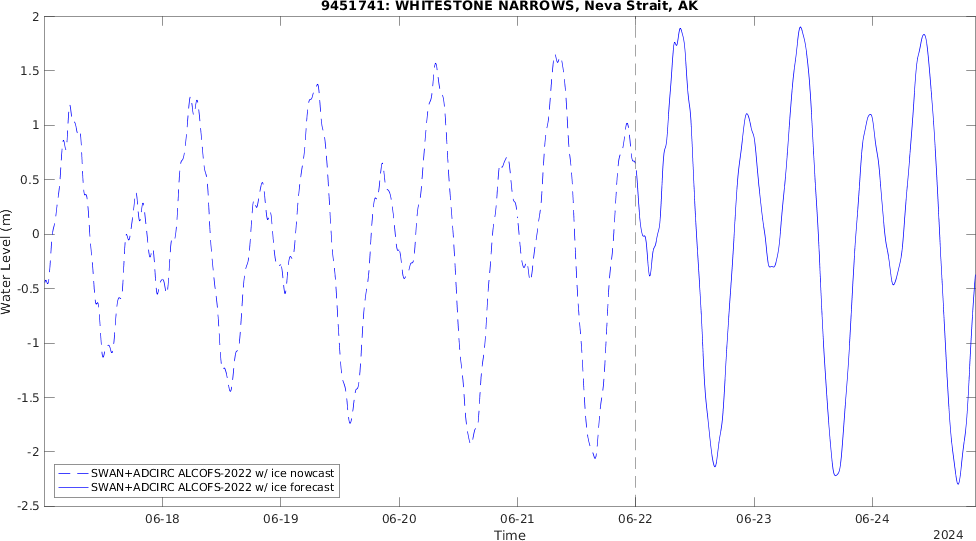 9451741: WHITESTONE NARROWS, Neva Strait, AK
2
1.5
1
0.5
0
-0.5
-1
-1.5
-2
-2.5
Water Level (m)
SWAN+ADCIRC ALCOFS-2022 w/ ice nowcast
SWAN+ADCIRC ALCOFS-2022 w/ ice forecast
06-18 06-19 06-20 06-21 06-22 06-23 06-24
Time
2024